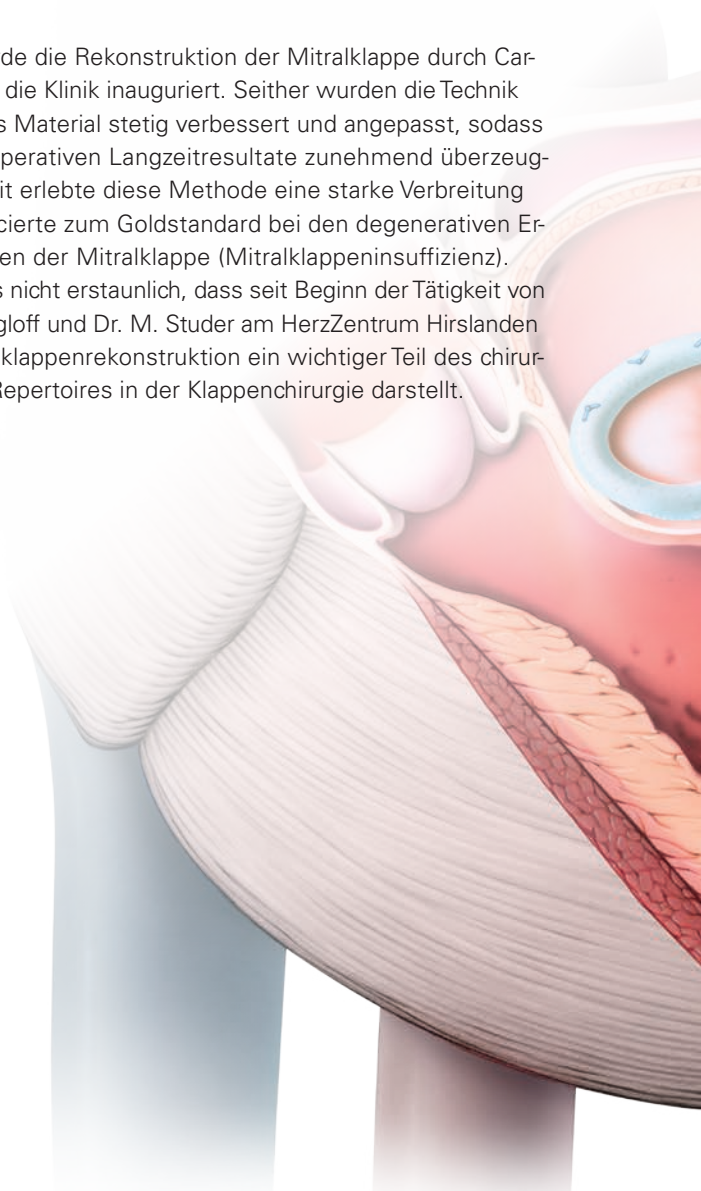 de die Rekonstruktion der Mitralklappe durch Car-
die Klinik inauguriert. Seither wurden die Technik
s Material stetig verbessert und angepasst, sodass
perativen Langzeitresultate zunehmend überzeug-
it erlebte diese Methode eine starke Verbreitung
cierte zum Goldstandard bei den degenerativen Er-
en der Mitralklappe (Mitralklappeninsuffizienz).
s nicht erstaunlich, dass seit Beginn der Tätigkeit von
gloff und Dr. M. Studer am HerzZentrum Hirslanden
klappenrekonstruktion ein wichtiger Teil des chirur-
Repertoires in der Klappenchirurgie darstellt.